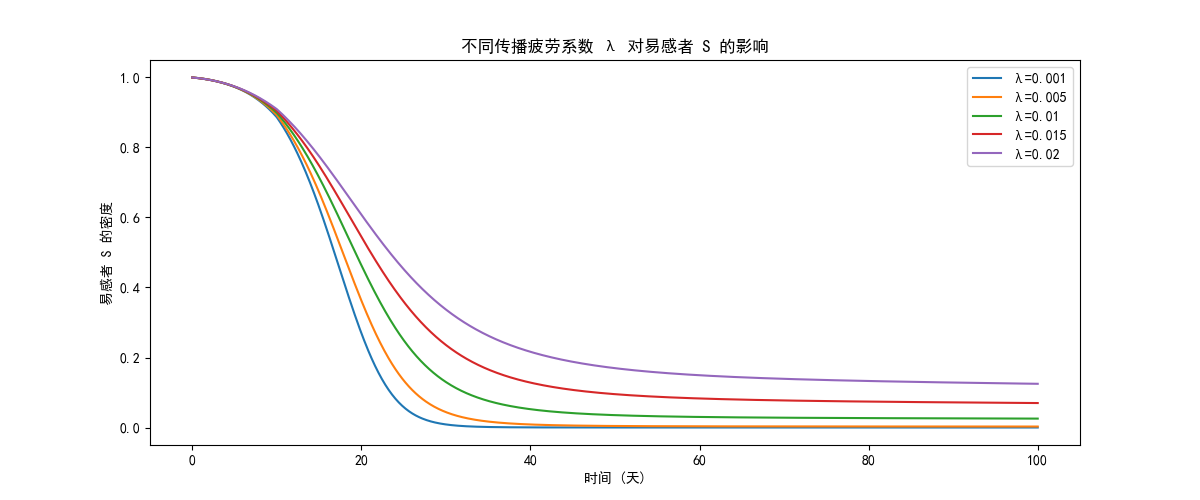 不同传播疲劳系数 λ 对易感者 S 的影响
λ=0.001
λ=0.005
λ=0.01
λ=0.015
λ=0.02
易感者 S 的密度
1.0
0.8
0.6
0.4
0.2
0.0
0 20 40 60 80 100
时间 (天)